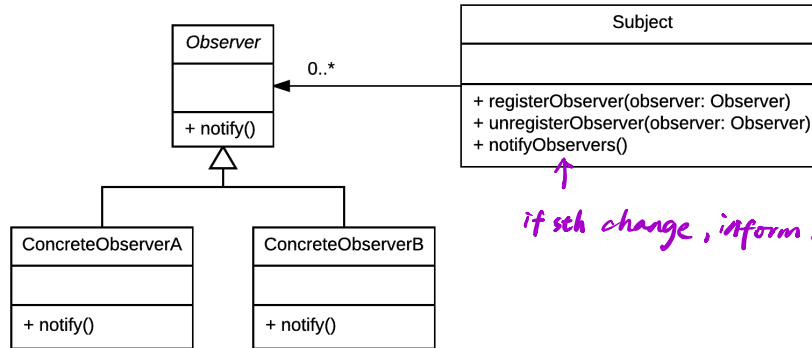 Observer
+ notify()
0..*
Subject
+ registerObserver(observer: Observer)
+ unregisterObserver(observer: Observer)
+ notifyObservers()
if sth change, inform.
ConcreteObserverA
+ notify()
ConcreteObserverB
+ notify()